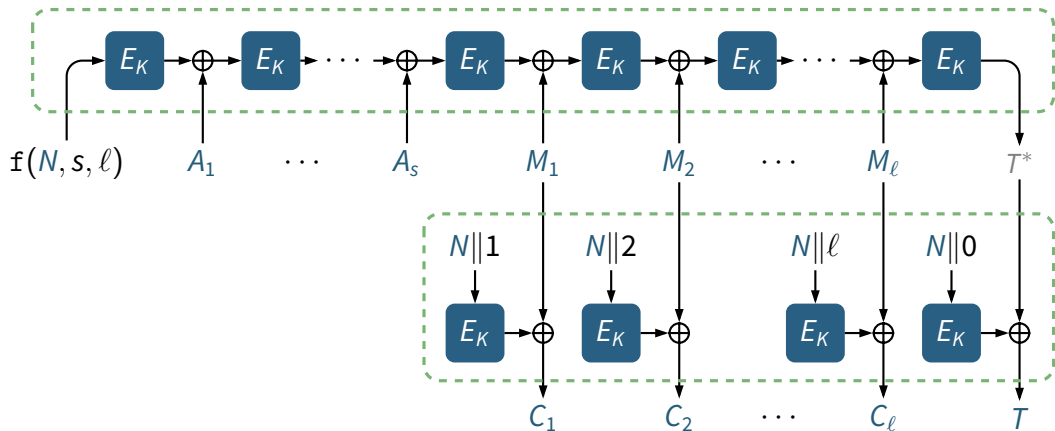 E_K E_K ··· E_K E_K E_K ··· E_K
f(N, s, ℓ) A_1 ··· A_s M_1 M_2 ··· M_ℓ T*
N‖1 N‖2 N‖ℓ N‖0
E_K E_K E_K E_K
C_1 C_2 ··· C_ℓ T